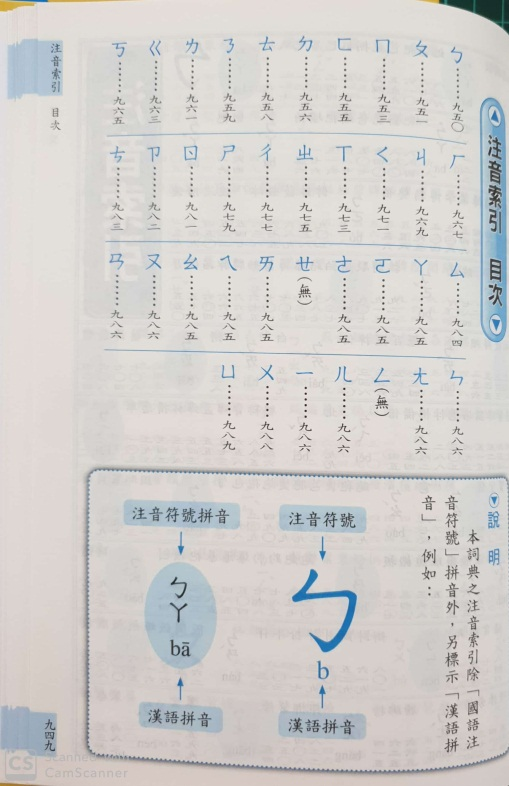 注音索引 目次
ㄅ………九五〇
ㄆ………九五一
ㄇ………九五三
ㄈ………九五五
ㄉ………九五六
ㄊ………九五八
ㄋ………九五九
ㄌ………九六一
ㄍ………九六三
ㄎ………九六五
ㄏ………九六七
ㄐ………九六九
ㄑ………九七一
ㄒ………九七三
ㄓ………九七五
ㄔ………九七七
ㄕ………九七九
ㄖ………九八一
ㄗ………九八二
ㄘ………九八三
ㄙ………九八四
ㄚ………九八五
ㄛ………九八五
ㄜ………九八五
ㄝ(無)
ㄞ………九八五
ㄟ………九八五
ㄠ………九八五
ㄡ………九八六
ㄢ………九八六
ㄣ………九八六
ㄤ………九八六
ㄥ(無)
ㄦ………九八六
ㄧ………九八六
ㄨ………九八八
ㄩ………九八九
說明
本詞典之注音索引除「國語注
音符號」拼音外，另標示「漢語拼
音」，例如：
注音符號
ㄅ
b
漢語拼音
注音符號拼音
ㄅㄚ
bā
漢語拼音
注音索引 目次
九四九
CS Scanned with
CamScanner